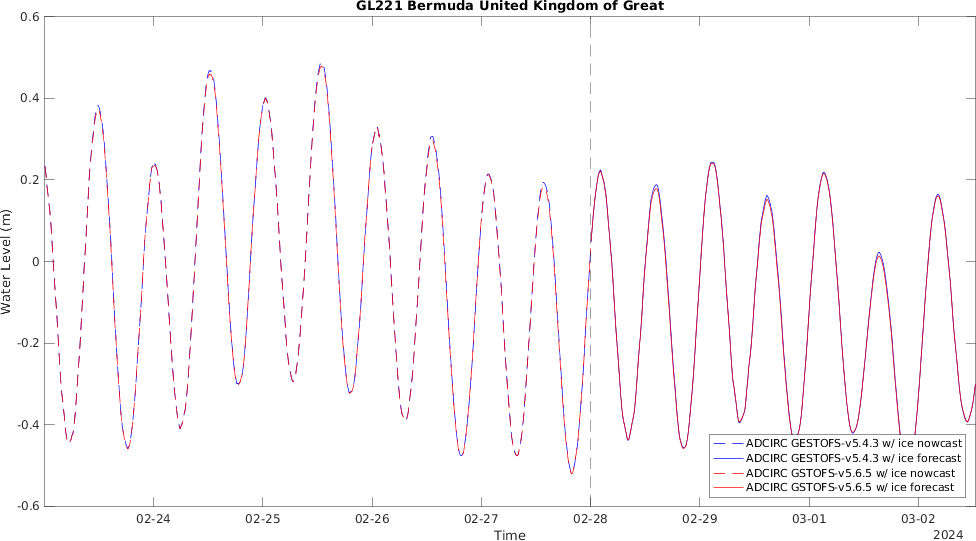 GL221 Bermuda United Kingdom of Great
0.6
0.4
0.2
0
-0.2
-0.4
-0.6
Water Level (m)
02-24
02-25
02-26
02-27
02-28
02-29
03-01
03-02
Time
2024
ADCIRC GESTOFS-v5.4.3 w/ ice nowcast
ADCIRC GESTOFS-v5.4.3 w/ ice forecast
ADCIRC GSTOFS-v5.6.5 w/ ice nowcast
ADCIRC GSTOFS-v5.6.5 w/ ice forecast